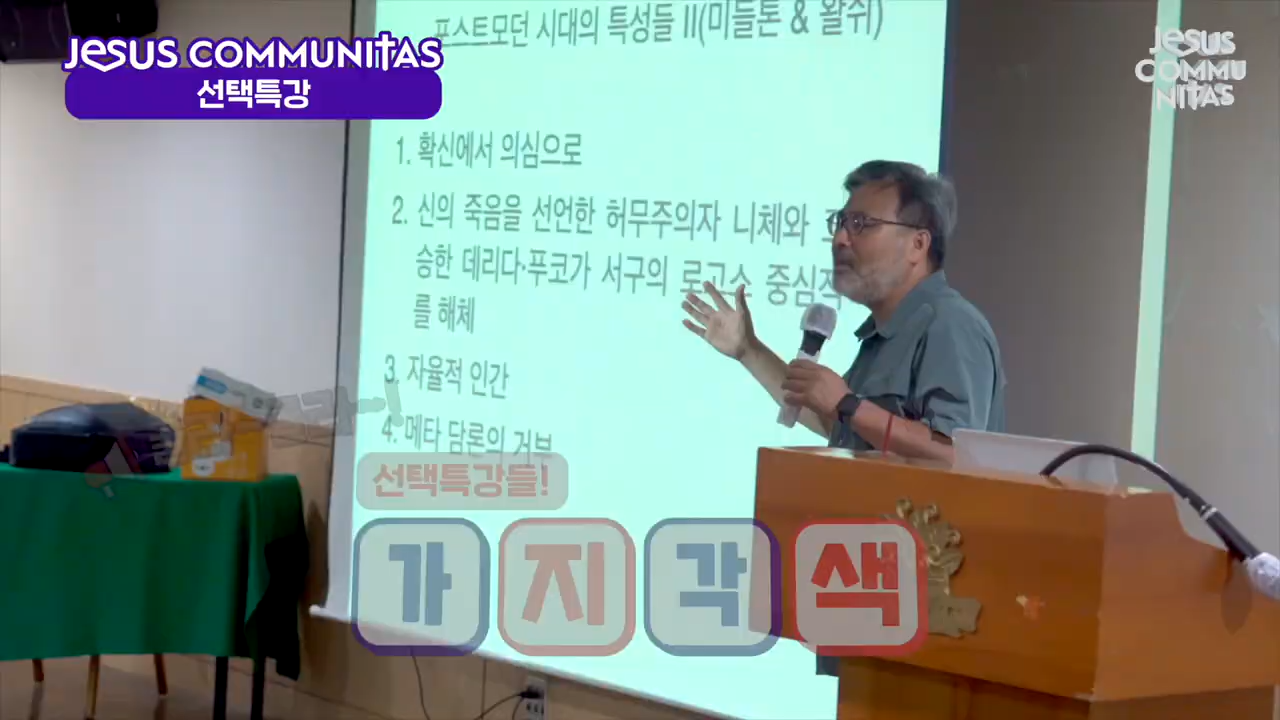 JESUS COMMUNITAS
선택특강
JESUS
COMMU
NITAS
포스트모던 시대의 특성들 II(미들톤 & 왈쉬)
1. 확신에서 의심으로
2. 신의 죽음을 선언한 허무주의자 니체와
승한 데리다·푸코가 서구의 로고스 중심적
를 해체
3. 자율적 인간
4. 메타 담론의 거부
선택특강들!
가지각색